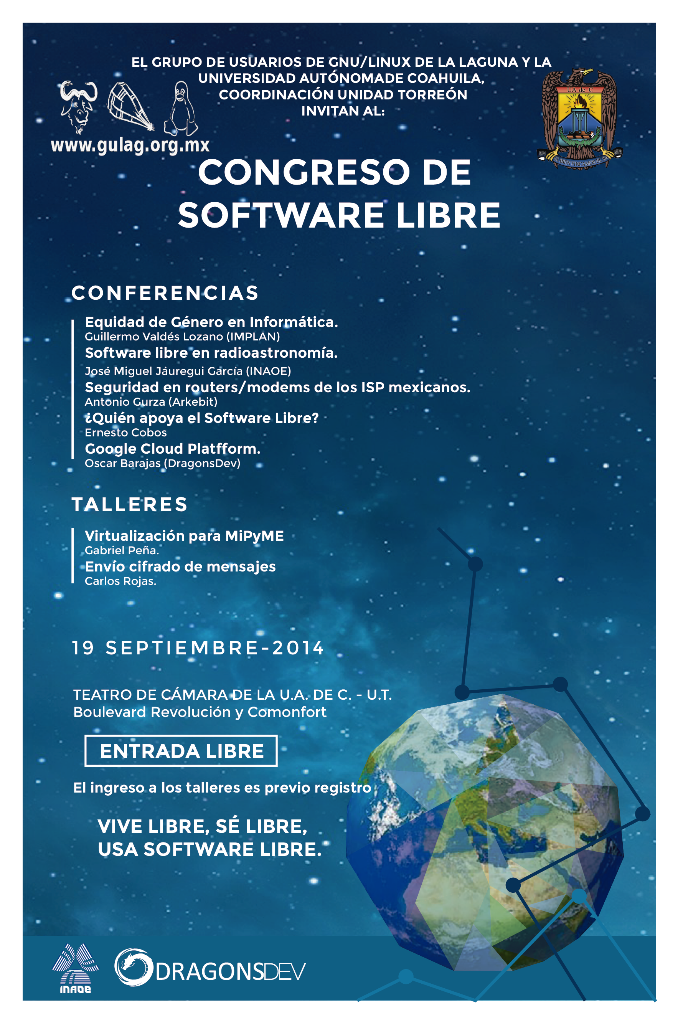 EL GRUPO DE USUARIOS DE GNU/LINUX DE LA LAGUNA Y LA
UNIVERSIDAD AUTÓNOMADE COAHUILA,
COORDINACIÓN UNIDAD TORREÓN
INVITAN AL:
www.gulag.org.mx
CONGRESO DE
SOFTWARE LIBRE
CONFERENCIAS
Equidad de Género en Informática.
Guillermo Valdés Lozano (IMPLAN)
Software libre en radioastronomía.
José Miguel Jáuregui García (INAOE)
Seguridad en routers/modems de los ISP mexicanos.
Antonio Gurza (Arkebit)
¿Quién apoya el Software Libre?
Ernesto Cobos
Google Cloud Platfform.
Oscar Barajas (DragonsDev)
TALLERES
Virtualización para MiPyME
Gabriel Peña.
Envío cifrado de mensajes
Carlos Rojas.
19 SEPTIEMBRE-2014
TEATRO DE CÁMARA DE LA U.A. DE C. - U.T.
Boulevard Revolución y Comonfort
ENTRADA LIBRE
El ingreso a los talleres es previo registro
VIVE LIBRE, SÉ LIBRE,
USA SOFTWARE LIBRE.
INAOE
DRAGONSDEV